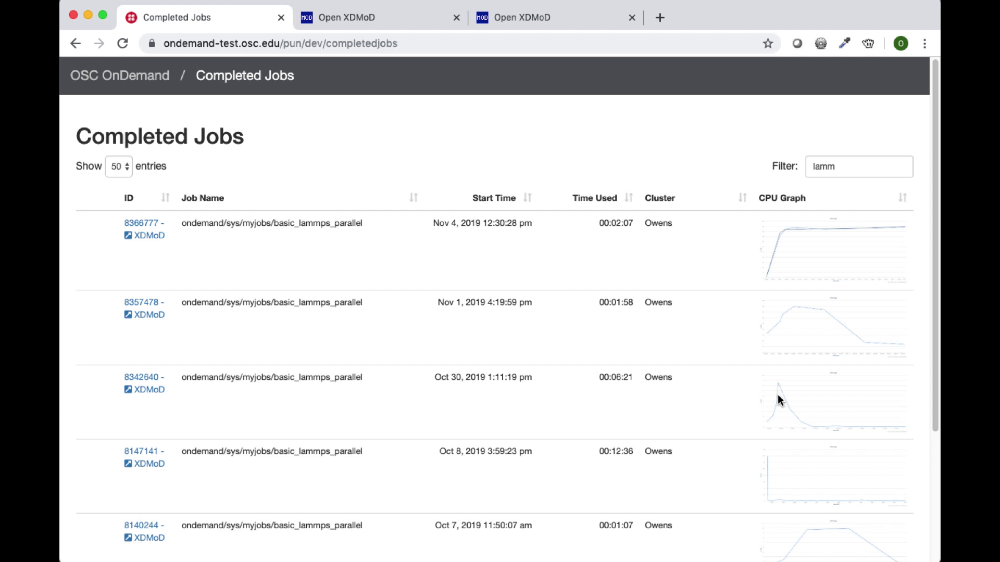 Completed Jobs
MOD Open XDMoD
MOD Open XDMoD
ondemand-test.osc.edu/pun/dev/completedjobs
O
OSC OnDemand / Completed Jobs
Completed Jobs
Show 50 entries
Filter: lamm
ID Job Name Start Time Time Used Cluster CPU Graph
8366777 - ondemand/sys/myjobs/basic_lammps_parallel Nov 4, 2019 12:30:28 pm 00:02:07 Owens
XDMoD
8357478 - ondemand/sys/myjobs/basic_lammps_parallel Nov 1, 2019 4:19:59 pm 00:01:58 Owens
XDMoD
8342640 - ondemand/sys/myjobs/basic_lammps_parallel Oct 30, 2019 1:11:19 pm 00:06:21 Owens
XDMoD
8147141 - ondemand/sys/myjobs/basic_lammps_parallel Oct 8, 2019 3:59:23 pm 00:12:36 Owens
XDMoD
8140244 - ondemand/sys/myjobs/basic_lammps_parallel Oct 7, 2019 11:50:07 am 00:01:07 Owens
XDMoD